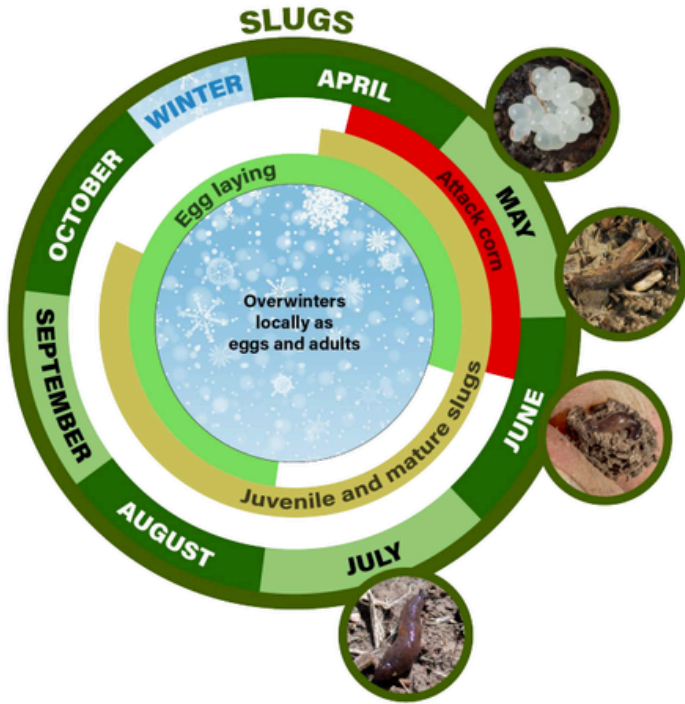 SLUGS
WINTER
APRIL
MAY
JUNE
JULY
AUGUST
SEPTEMBER
OCTOBER
Egg laying
Attack corn
Juvenile and mature slugs
Overwinters
locally as
eggs and adults